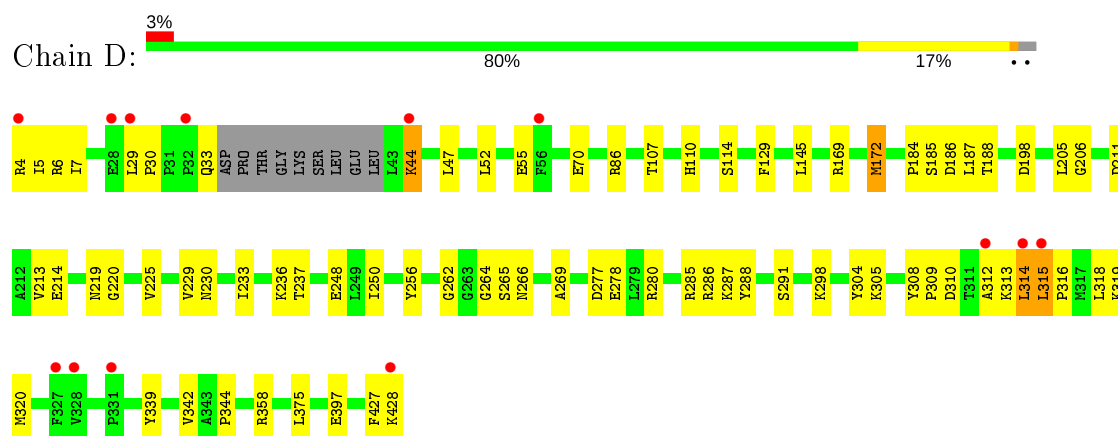 3%
Chain D:
80% 17% • •
R4 I5 R6 I7 E28 L29 P30 P31 P32 Q33 ASP PRO THR GLY LYS SER LEU GLU LEU L43 K44 L47 L52 E55 F56 E70 R86 T107 H110 S114 F129 L145 R169 M172 P184 S185 D186 L187 T188 D198 L205 G206 D211
A212 V213 E214 N219 G220 V225 V229 N230 I233 K236 T237 E248 L249 I250 Y256 G262 G263 G264 S265 N266 A269 D277 E278 L279 R280 R285 R286 K287 Y288 S291 K298 Y304 K305 Y308 P309 D310 T311 A312 K313 L314 L315 P316 M317 L318 K319
M320 F327 V328 P331 Y339 V342 A343 P344 R358 L375 E397 F427 K428